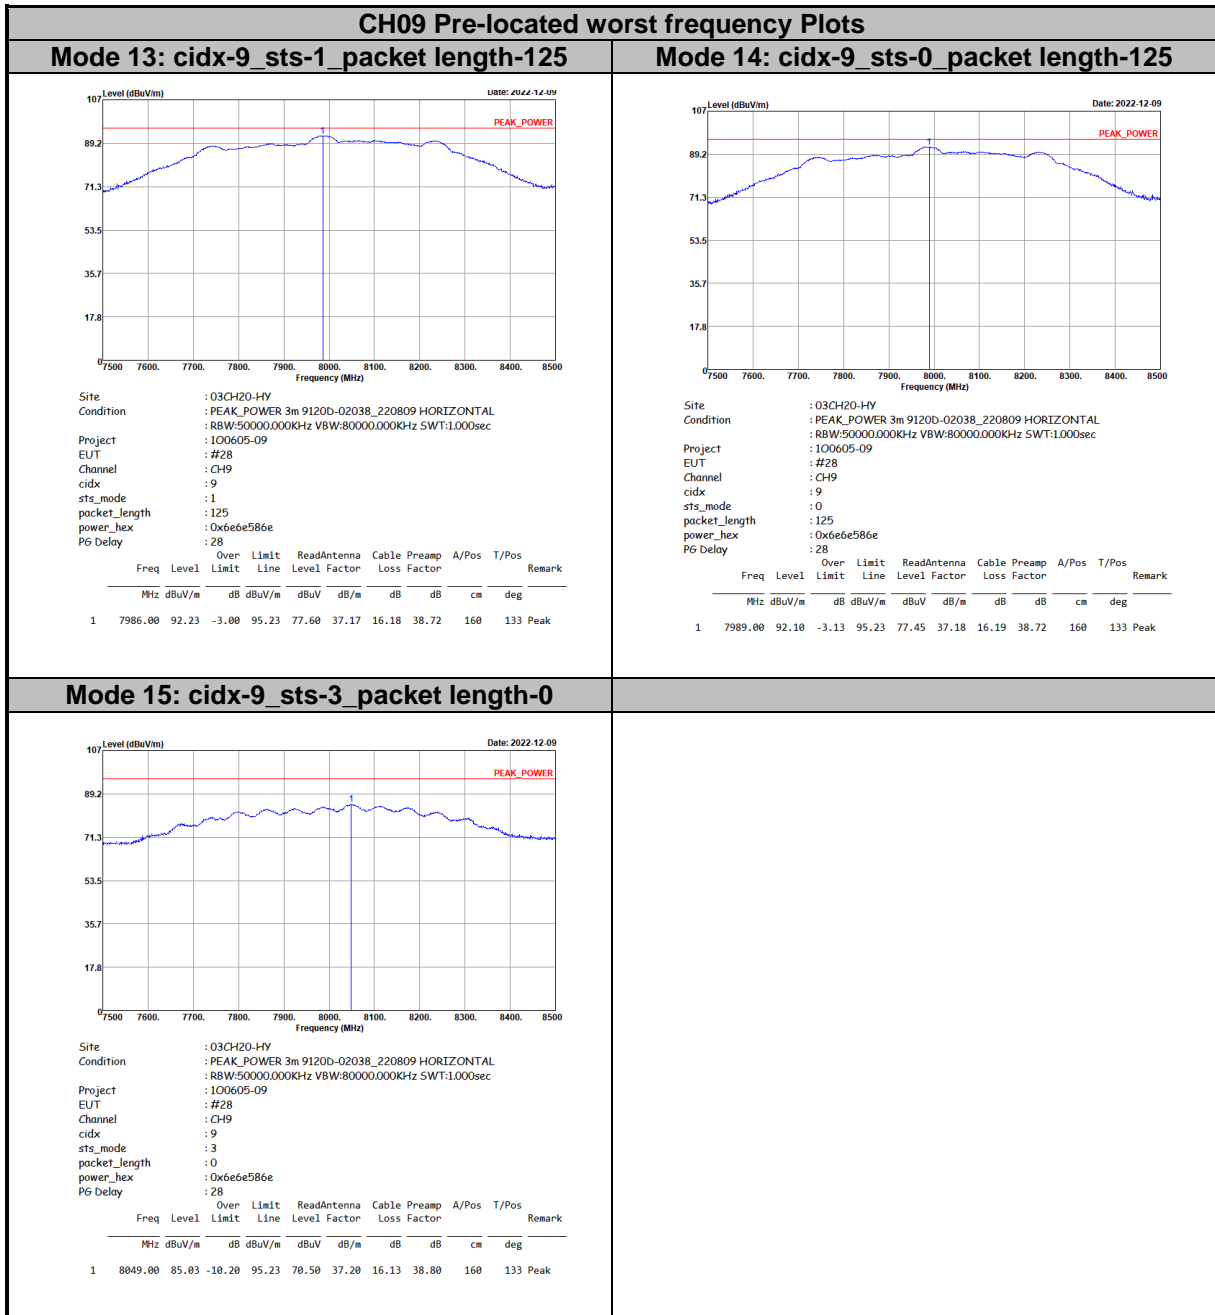 CH09 Pre-located worst frequency Plots
Mode 13: cidx-9_sts-1_packet length-125
Level (dBuV/m)
Date: 2022-12-09
107
PEAK_POWER
1
89.2
71.3
53.5
35.7
17.8
0
7500 7600. 7700. 7800. 7900. 8000. 8100. 8200. 8300. 8400. 8500
Frequency (MHz)
Site : 03CH20-HY
Condition : PEAK_POWER 3m 9120D-02038_220809 HORIZONTAL
: RBW:50000.000KHz VBW:80000.000KHz SWT:1.000sec
Project : 100605-09
EUT : #28
Channel : CH9
cidx : 9
sts_mode : 1
packet_length : 125
power_hex : 0x6e6e586e
PG Delay : 28
Over Limit ReadAntenna Cable Preamp A/Pos T/Pos
Freq Level Limit Line Level Factor Loss Factor Remark
MHz dBuV/m dB dBuV/m dBuV dB/m dB dB cm deg
1 7986.00 92.23 -3.00 95.23 77.60 37.17 16.18 38.72 160 133 Peak
Mode 14: cidx-9_sts-0_packet length-125
Level (dBuV/m)
Date: 2022-12-09
107
PEAK_POWER
1
89.2
71.3
53.5
35.7
17.8
0
7500 7600. 7700. 7800. 7900. 8000. 8100. 8200. 8300. 8400. 8500
Frequency (MHz)
Site : 03CH20-HY
Condition : PEAK_POWER 3m 9120D-02038_220809 HORIZONTAL
: RBW:50000.000KHz VBW:80000.000KHz SWT:1.000sec
Project : 100605-09
EUT : #28
Channel : CH9
cidx : 9
sts_mode : 0
packet_length : 125
power_hex : 0x6e6e586e
PG Delay : 28
Over Limit ReadAntenna Cable Preamp A/Pos T/Pos
Freq Level Limit Line Level Factor Loss Factor Remark
MHz dBuV/m dB dBuV/m dBuV dB/m dB dB cm deg
1 7989.00 92.10 -3.13 95.23 77.45 37.18 16.19 38.72 160 133 Peak
Mode 15: cidx-9_sts-3_packet length-0
Level (dBuV/m)
Date: 2022-12-09
107
PEAK_POWER
1
89.2
71.3
53.5
35.7
17.8
0
7500 7600. 7700. 7800. 7900. 8000. 8100. 8200. 8300. 8400. 8500
Frequency (MHz)
Site : 03CH20-HY
Condition : PEAK_POWER 3m 9120D-02038_220809 HORIZONTAL
: RBW:50000.000KHz VBW:80000.000KHz SWT:1.000sec
Project : 100605-09
EUT : #28
Channel : CH9
cidx : 9
sts_mode : 3
packet_length : 0
power_hex : 0x6e6e586e
PG Delay : 28
Over Limit ReadAntenna Cable Preamp A/Pos T/Pos
Freq Level Limit Line Level Factor Loss Factor Remark
MHz dBuV/m dB dBuV/m dBuV dB/m dB dB cm deg
1 8049.00 85.03 -10.20 95.23 70.50 37.20 16.13 38.80 160 133 Peak